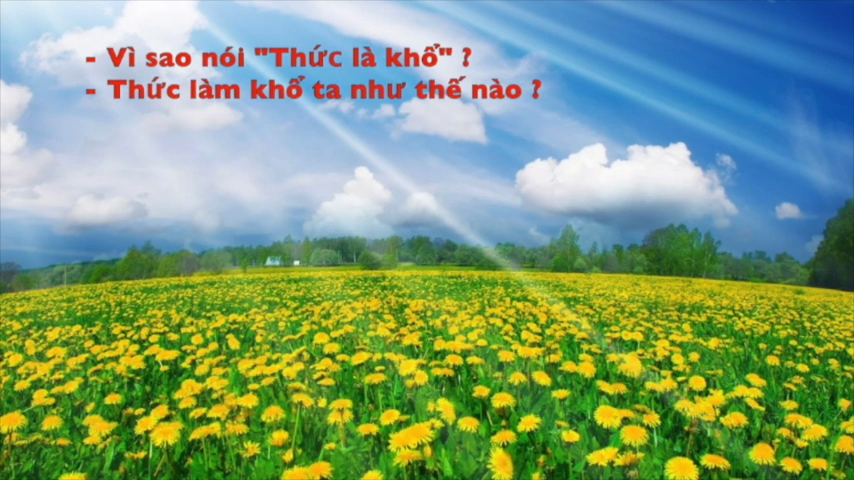 - Vì sao nói "Thức là khổ" ?
- Thức làm khổ ta như thế nào ?